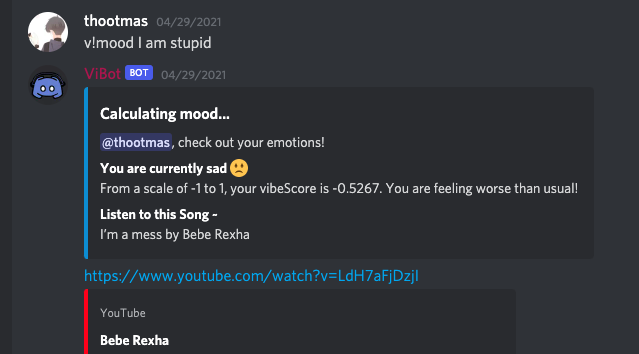 thootmas 04/29/2021
v!mood I am stupid
ViBot BOT 04/29/2021
Calculating mood...
@thootmas, check out your emotions!
You are currently sad 🙁
From a scale of -1 to 1, your vibeScore is -0.5267. You are feeling worse than usual!
Listen to this Song ~
I'm a mess by Bebe Rexha
https://www.youtube.com/watch?v=LdH7aFjDzjI
YouTube
Bebe Rexha